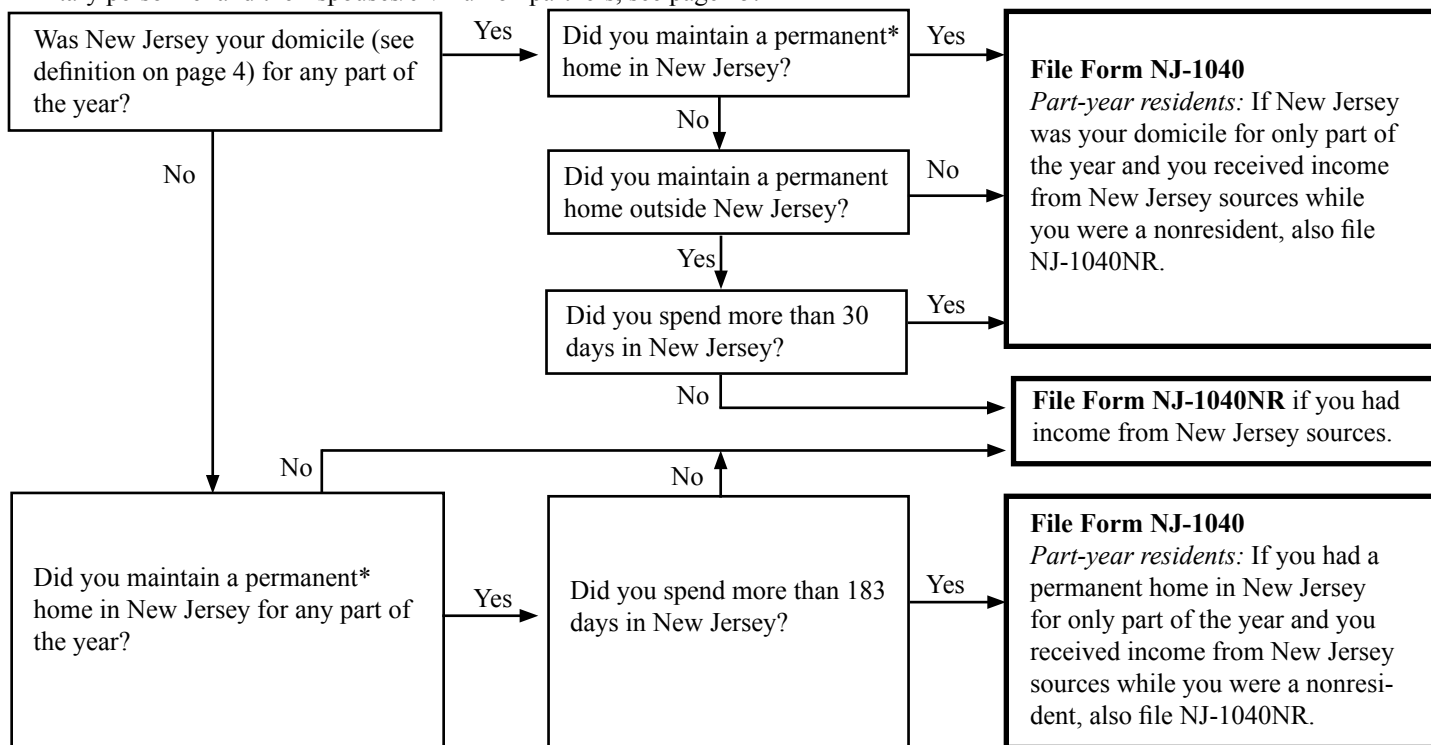 Was New Jersey your domicile (see
definition on page 4) for any part of
the year?
Yes
Did you maintain a permanent*
home in New Jersey?
Yes
File Form NJ-1040
Part-year residents: If New Jersey
was your domicile for only part of
the year and you received income
from New Jersey sources while
you were a nonresident, also file
NJ-1040NR.
No
No
Did you maintain a permanent
home outside New Jersey?
No
Yes
Did you spend more than 30
days in New Jersey?
Yes
No
File Form NJ-1040NR if you had
income from New Jersey sources.
No
No
Did you maintain a permanent*
home in New Jersey for any part of
the year?
Yes
Did you spend more than 183
days in New Jersey?
Yes
File Form NJ-1040
Part-year residents: If you had a
permanent home in New Jersey
for only part of the year and you
received income from New Jersey
sources while you were a nonresi-
dent, also file NJ-1040NR.